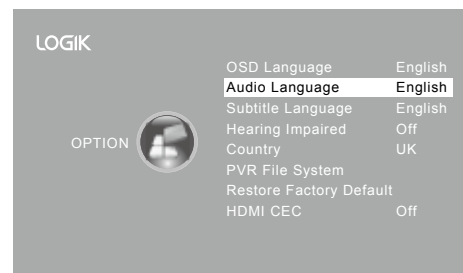 LOGIK
OPTION
OSD Language English
Audio Language English
Subtitle Language English
Hearing Impaired Off
Country UK
PVR File System
Restore Factory Default
HDMI CEC Off